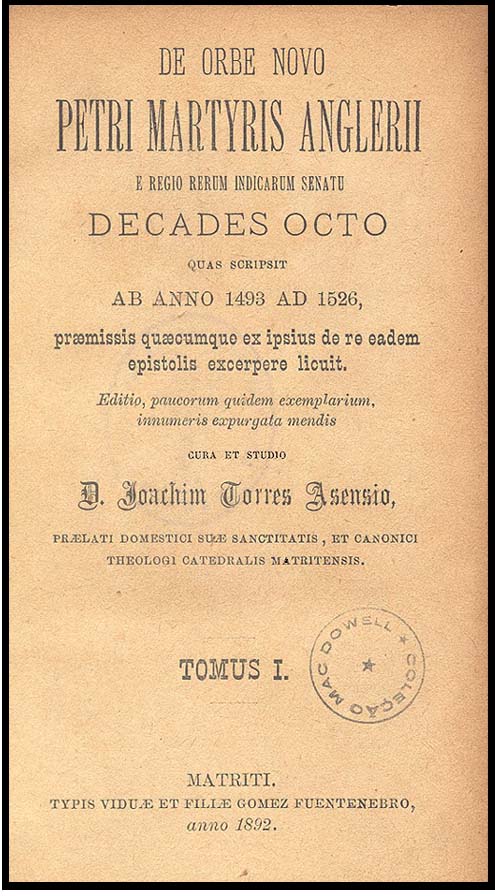 DE ORBE NOVO
PETRI MARTYRIS ANGLERII
E REGIO RERUM INDICARUM SENATU
DECADES OCTO
QUAS SCRIPSIT
AB ANNO 1493 AD 1526,
præmissis quæcumque ex ipsius de re eadem
epistolis excerpere licuit.
Editio, paucorum quidem exemplarium,
innumeris expurgata mendis
CURA ET STUDIO
D. Joachim Torres Asensio,
PRÆLATI DOMESTICI SUÆ SANCTITATIS, ET CANONICI
THEOLOGI CATEDRALIS MATRITENSIS.
TOMUS I.
MAC DOWELL ★ COLEÇÃO
MATRITI.
TYPIS VIDUÆ ET FILIÆ GOMEZ FUENTENEBRO,
anno 1892.